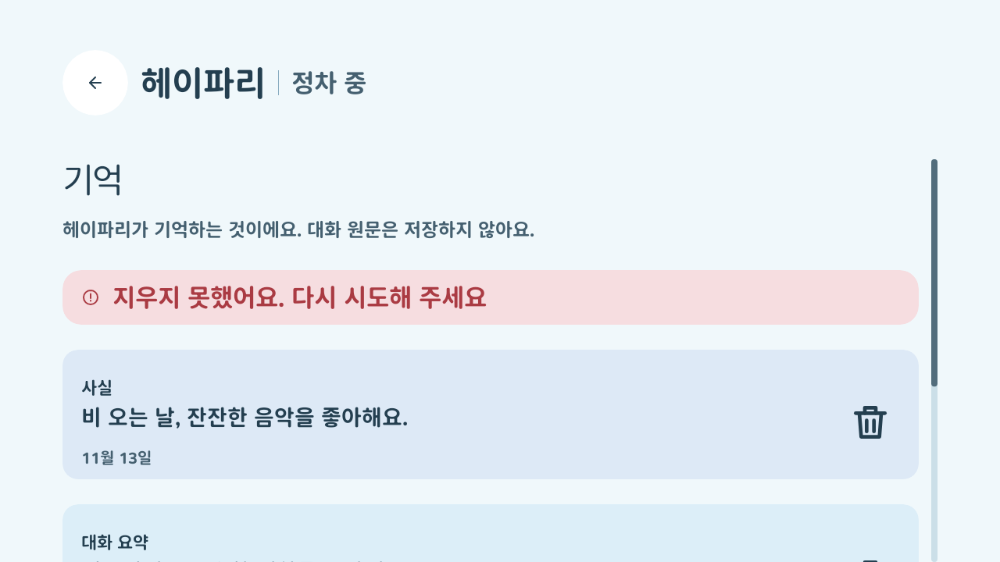 헤이파리
정차 중
기억
헤이파리가 기억하는 것이에요. 대화 원문은 저장하지 않아요.
지우지 못했어요. 다시 시도해 주세요
사실
비 오는 날, 잔잔한 음악을 좋아해요.
11월 13일
대화 요약